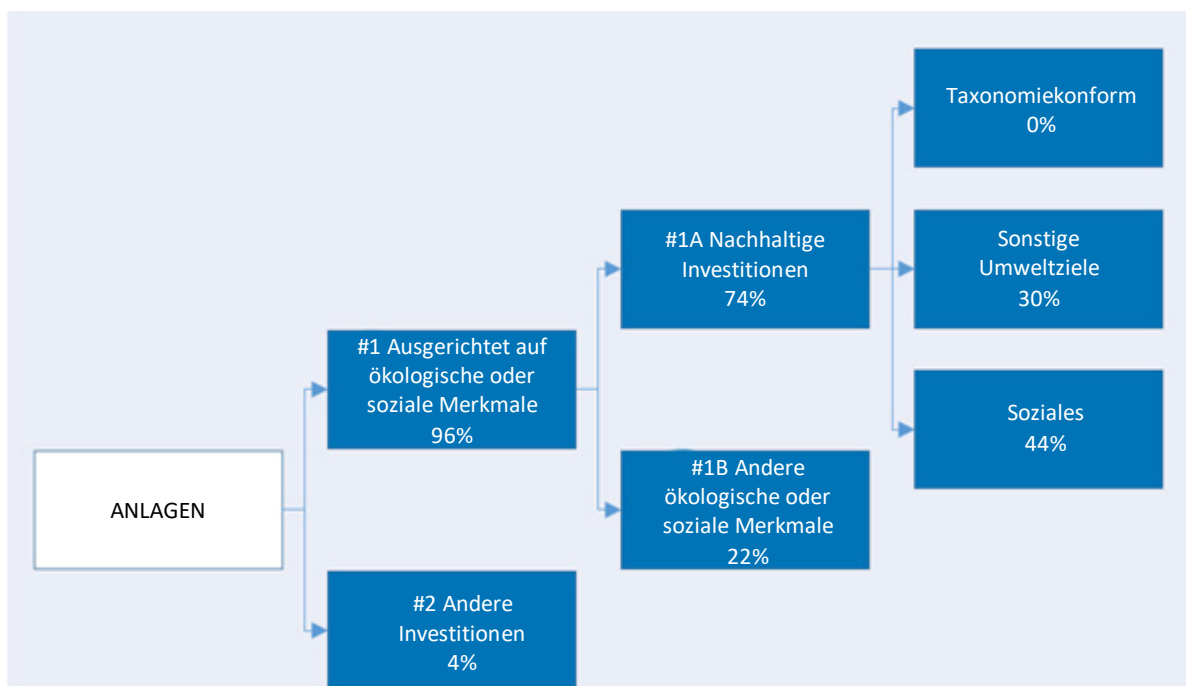 Taxonomiekonform
0%
#1A Nachhaltige
Investitionen
74%
Sonstige
Umweltziele
30%
#1 Ausgerichtet auf
ökologische oder
soziale Merkmale
96%
Soziales
44%
#1B Andere
ökologische oder
soziale Merkmale
22%
ANLAGEN
#2 Andere
Investitionen
4%